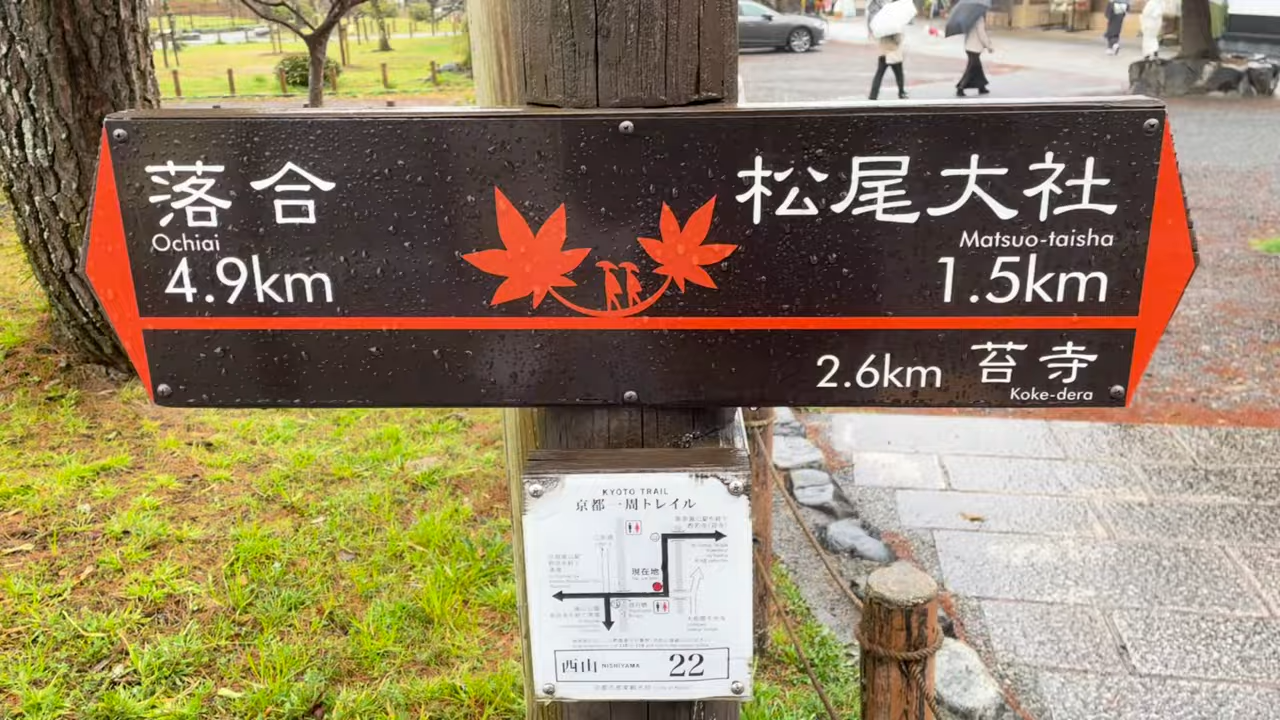 落合
Ochiai
4.9km
松尾大社
Matsuo-taisha
1.5km
2.6km 苔寺
Koke-dera
KYOTO TRAIL
京都一周トレイル
現在地
西山 NISHIYAMA 22